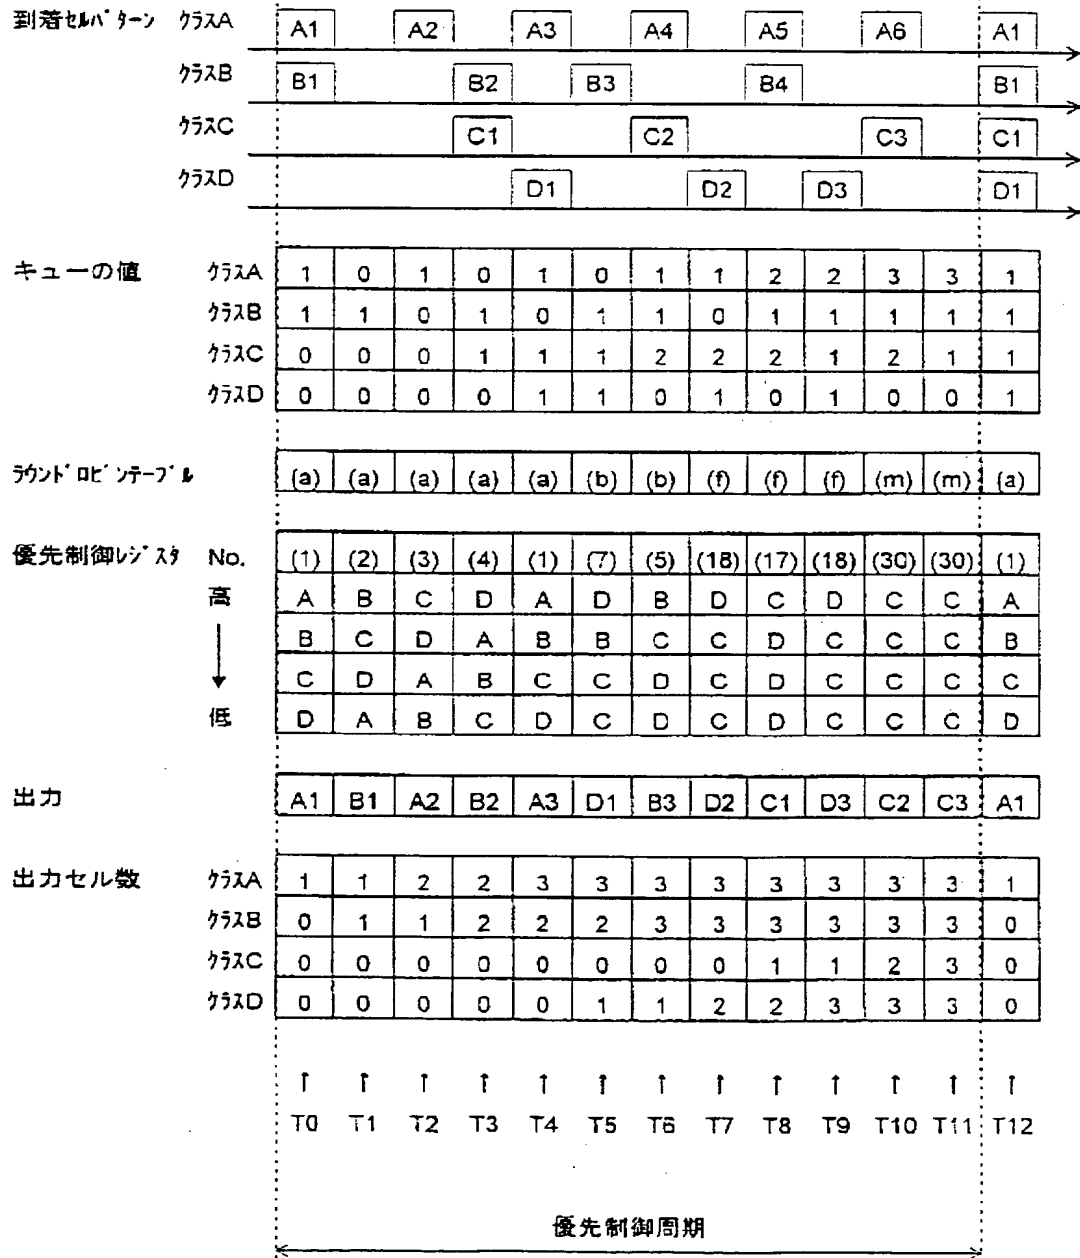 到着セルパターン クラスA A1 A2 A3 A4 A5 A6 A1
クラスB B1 B2 B3 B4 B1
クラスC C1 C2 C3 C1
クラスD D1 D2 D3 D1
キューの値 クラスA 1 0 1 0 1 0 1 1 2 2 3 3 1
クラスB 1 1 0 1 0 1 1 0 1 1 1 1 1
クラスC 0 0 0 1 1 1 2 2 2 1 2 1 1
クラスD 0 0 0 0 1 1 0 1 0 1 0 0 1
ラウンドロビンテーブル (a) (a) (a) (a) (a) (b) (b) (f) (f) (f) (m) (m) (a)
優先制御レジスタ No. (1) (2) (3) (4) (1) (7) (5) (18) (17) (18) (30) (30) (1)
高 A B C D A D B D C D C C A
B C D A B B C C D C C C B
C D A B C C D C D C C C C
低 D A B C D C D C D C C C D
出力 A1 B1 A2 B2 A3 D1 B3 D2 C1 D3 C2 C3 A1
出力セル数 クラスA 1 1 2 2 3 3 3 3 3 3 3 3 1
クラスB 0 1 1 2 2 2 3 3 3 3 3 3 0
クラスC 0 0 0 0 0 0 0 0 1 1 2 3 0
クラスD 0 0 0 0 0 1 1 2 2 3 3 3 0
T0 T1 T2 T3 T4 T5 T6 T7 T8 T9 T10 T11 T12
優先制御周期